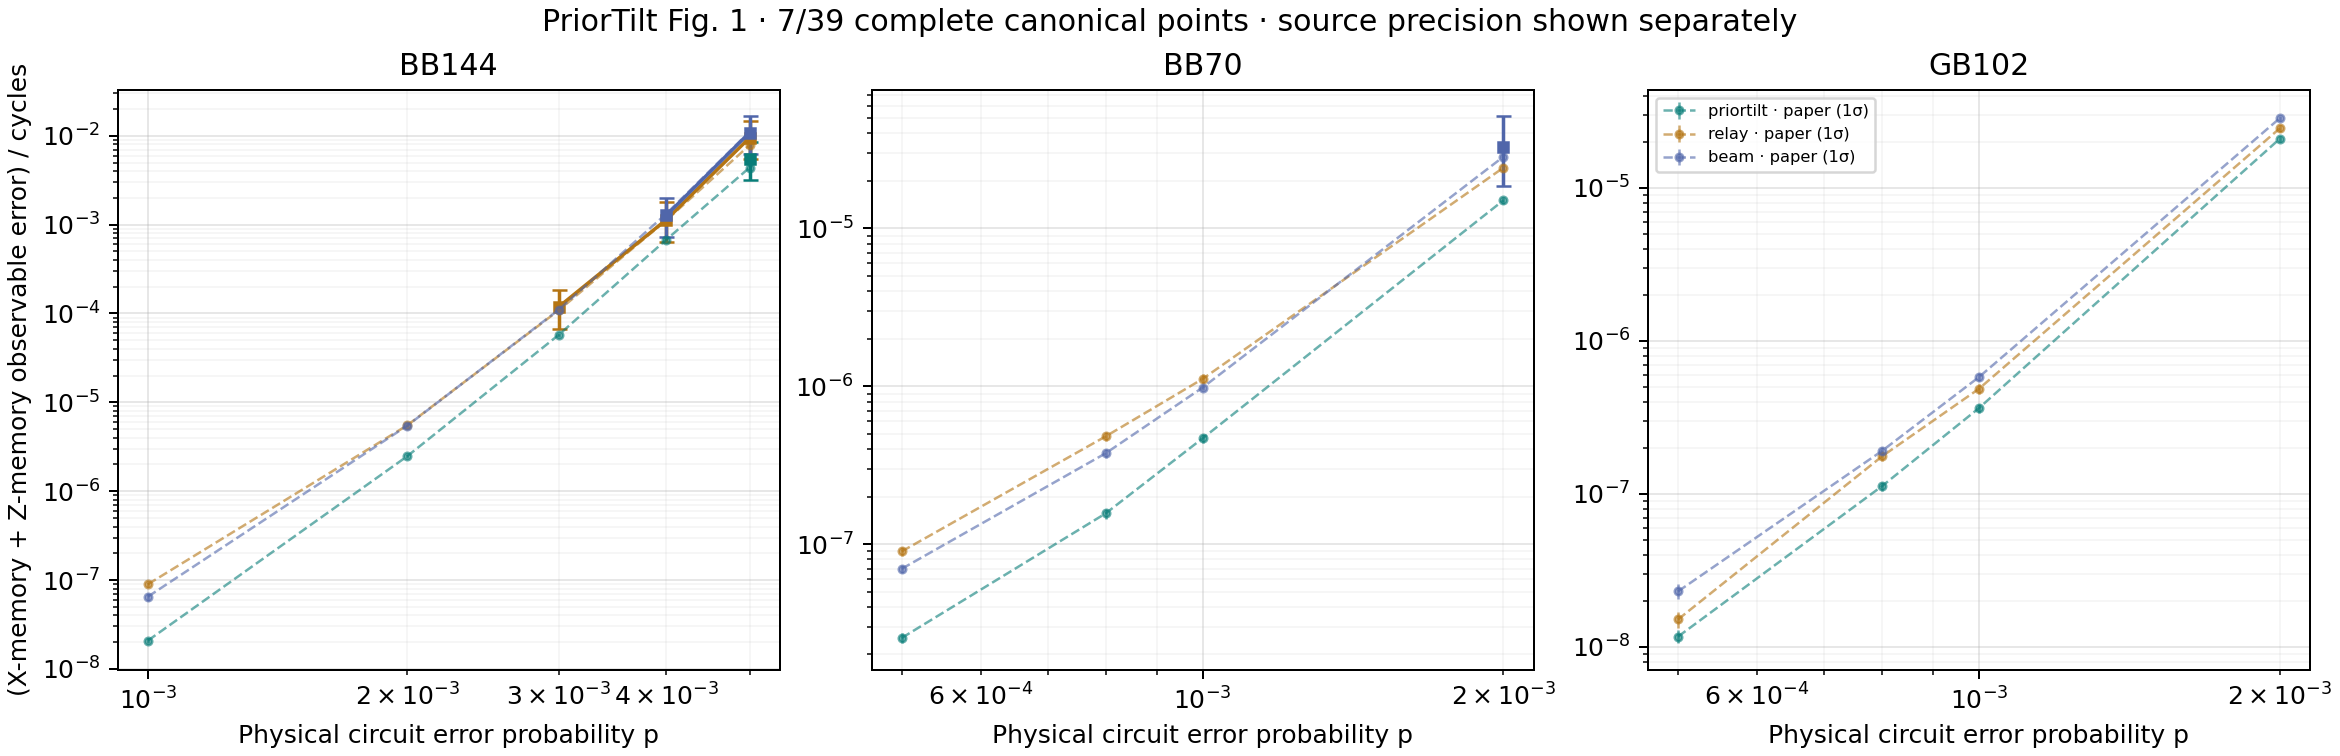 PriorTilt Fig. 1 · 7/39 complete canonical points · source precision shown separately
BB144
BB70
GB102
(X-memory + Z-memory observable error) / cycles
10⁻²
10⁻³
10⁻⁴
10⁻⁵
10⁻⁶
10⁻⁷
10⁻⁸
10⁻³
2 × 10⁻³
3 × 10⁻³
4 × 10⁻³
Physical circuit error probability p
10⁻⁵
10⁻⁶
10⁻⁷
6 × 10⁻⁴
10⁻³
2 × 10⁻³
Physical circuit error probability p
priortilt · paper (1σ)
relay · paper (1σ)
beam · paper (1σ)
10⁻⁵
10⁻⁶
10⁻⁷
10⁻⁸
6 × 10⁻⁴
10⁻³
2 × 10⁻³
Physical circuit error probability p